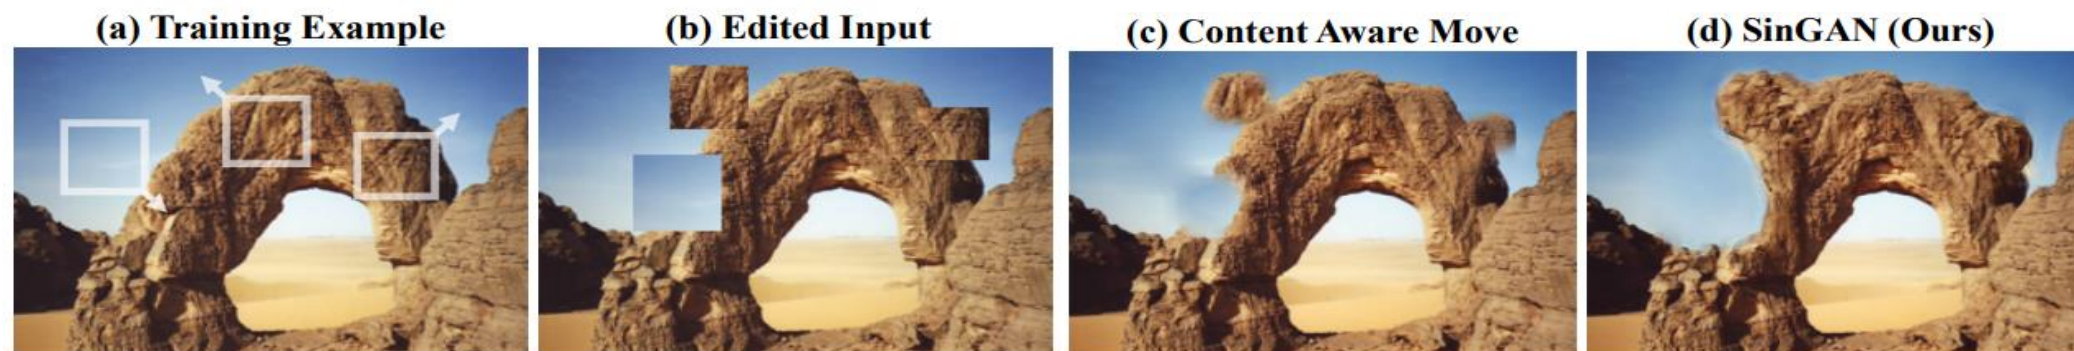 (a) Training Example
(b) Edited Input
(c) Content Aware Move
(d) SinGAN (Ours)